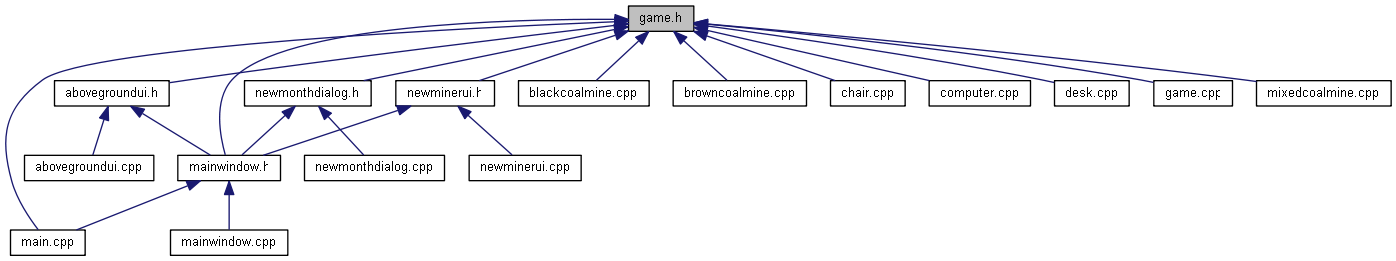 game.h
abovegroundui.h
newmonthdialog.h
newminerui.h
blackcoalmine.cpp
browncoalmine.cpp
chair.cpp
computer.cpp
desk.cpp
game.cpp
mixedcoalmine.cpp
abovegroundui.cpp
mainwindow.h
newmonthdialog.cpp
newminerui.cpp
main.cpp
mainwindow.cpp